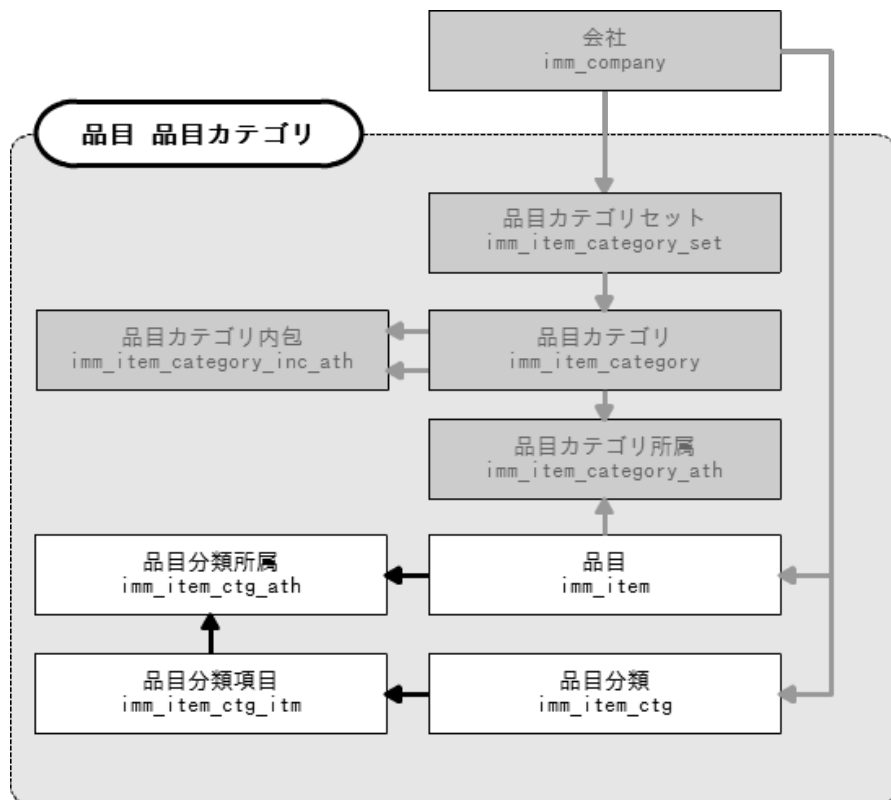 会社
imm_company
品目 品目カテゴリ
品目カテゴリセット
imm_item_category_set
品目カテゴリ内包
imm_item_category_inc_ath
品目カテゴリ
imm_item_category
品目カテゴリ所属
imm_item_category_ath
品目分類所属
imm_item_ctg_ath
品目
imm_item
品目分類項目
imm_item_ctg_itm
品目分類
imm_item_ctg